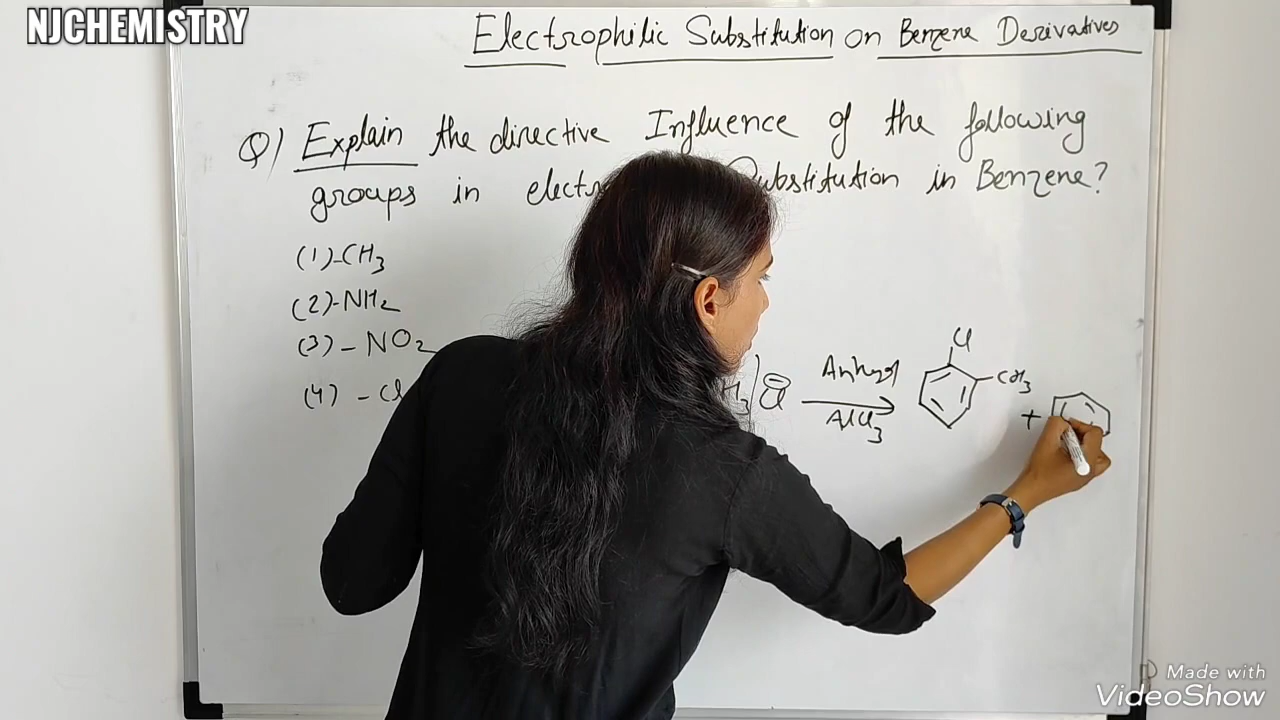 NJCHEMISTRY
Electrophilic Substitution on Benzene Derivatives
Q) Explain the directive Influence of the following
groups in substitution in Benzene?
(1)-CH3
(2)-NH2
(3)-NO2
(4)-Cl
Cl
Anhyd
CH3
AlCl3
+
Made with
VideoShow